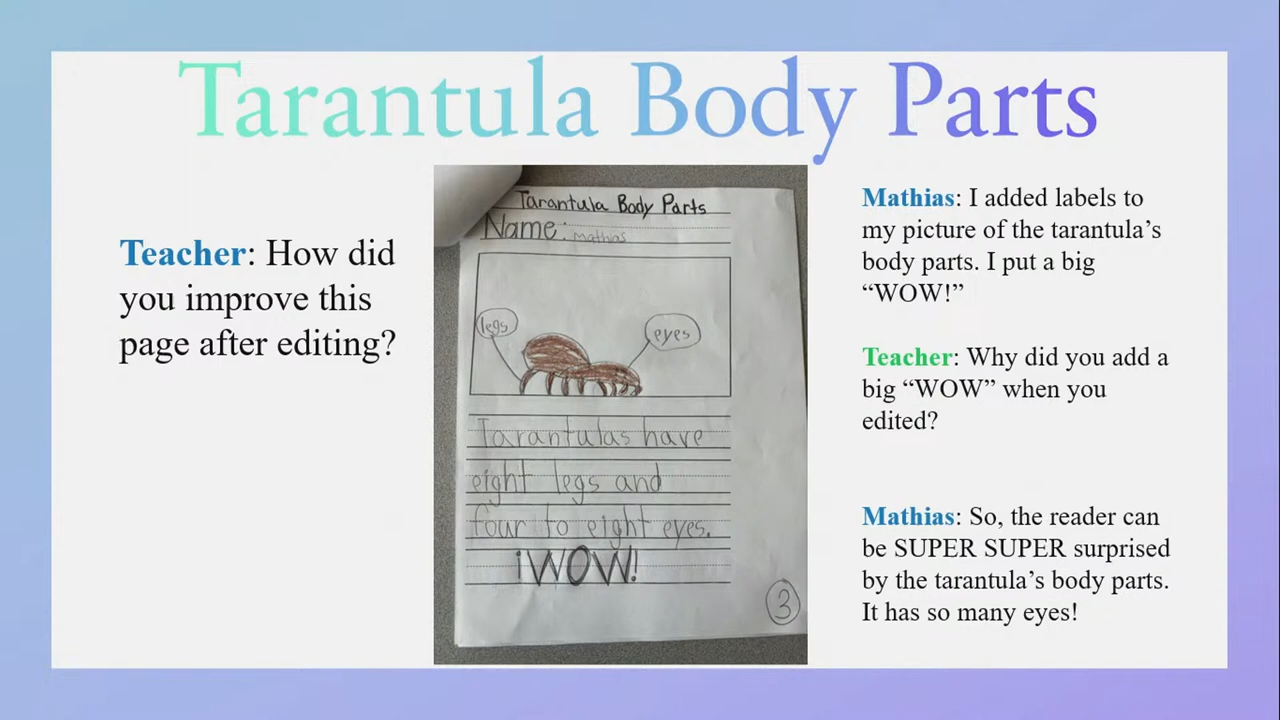 Tarantula Body Parts
Teacher: How did
you improve this
page after editing?
Tarantula Body Parts
Name: mathias
legs
eyes
Tarantulas have
eight legs and
four to eight eyes.
¡WOW!
3
Mathias: I added labels to
my picture of the tarantula’s
body parts. I put a big
“WOW!”
Teacher: Why did you add a
big “WOW” when you
edited?
Mathias: So, the reader can
be SUPER SUPER surprised
by the tarantula’s body parts.
It has so many eyes!